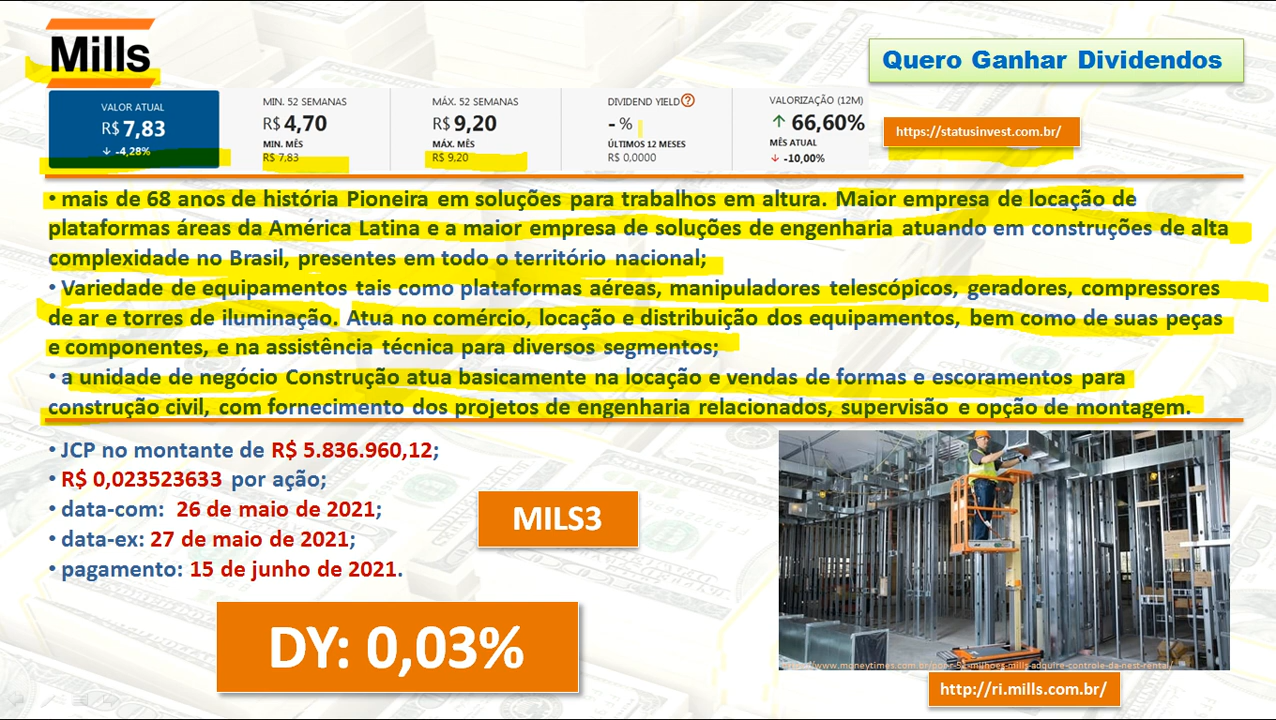 Mills
Quero Ganhar Dividendos
VALOR ATUAL
R$ 7,83
-4,28%
MIN. 52 SEMANAS
R$ 4,70
MIN. MÊS
R$ 7,83
MÁX. 52 SEMANAS
R$ 9,20
MÁX. MÊS
R$ 9,20
DIVIDEND YIELD ?
- %
ÚLTIMOS 12 MESES
R$ 0,0000
VALORIZAÇÃO (12M)
↑ 66,60%
MÊS ATUAL
↓ -10,00%
https://statusinvest.com.br/
• mais de 68 anos de história Pioneira em soluções para trabalhos em altura. Maior empresa de locação de
plataformas áreas da América Latina e a maior empresa de soluções de engenharia atuando em construções de alta
complexidade no Brasil, presentes em todo o território nacional;
• Variedade de equipamentos tais como plataformas aéreas, manipuladores telescópicos, geradores, compressores
de ar e torres de iluminação. Atua no comércio, locação e distribuição dos equipamentos, bem como de suas peças
e componentes, e na assistência técnica para diversos segmentos;
• a unidade de negócio Construção atua basicamente na locação e vendas de formas e escoramentos para
construção civil, com fornecimento dos projetos de engenharia relacionados, supervisão e opção de montagem.
• JCP no montante de R$ 5.836.960,12;
• R$ 0,023523633 por ação;
• data-com: 26 de maio de 2021;
• data-ex: 27 de maio de 2021;
• pagamento: 15 de junho de 2021.
MILS3
DY: 0,03%
http://ri.mills.com.br/